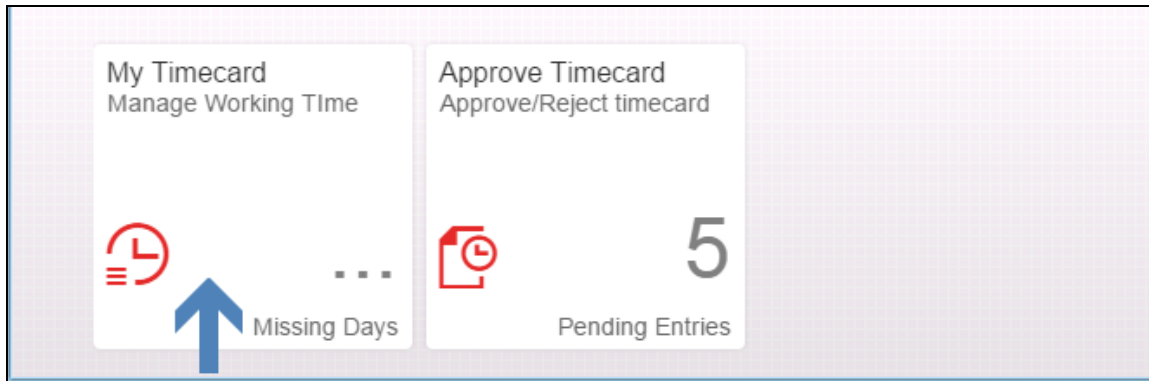 My Timecard
Manage Working TIme
...
Missing Days
Approve Timecard
Approve/Reject timecard
5
Pending Entries